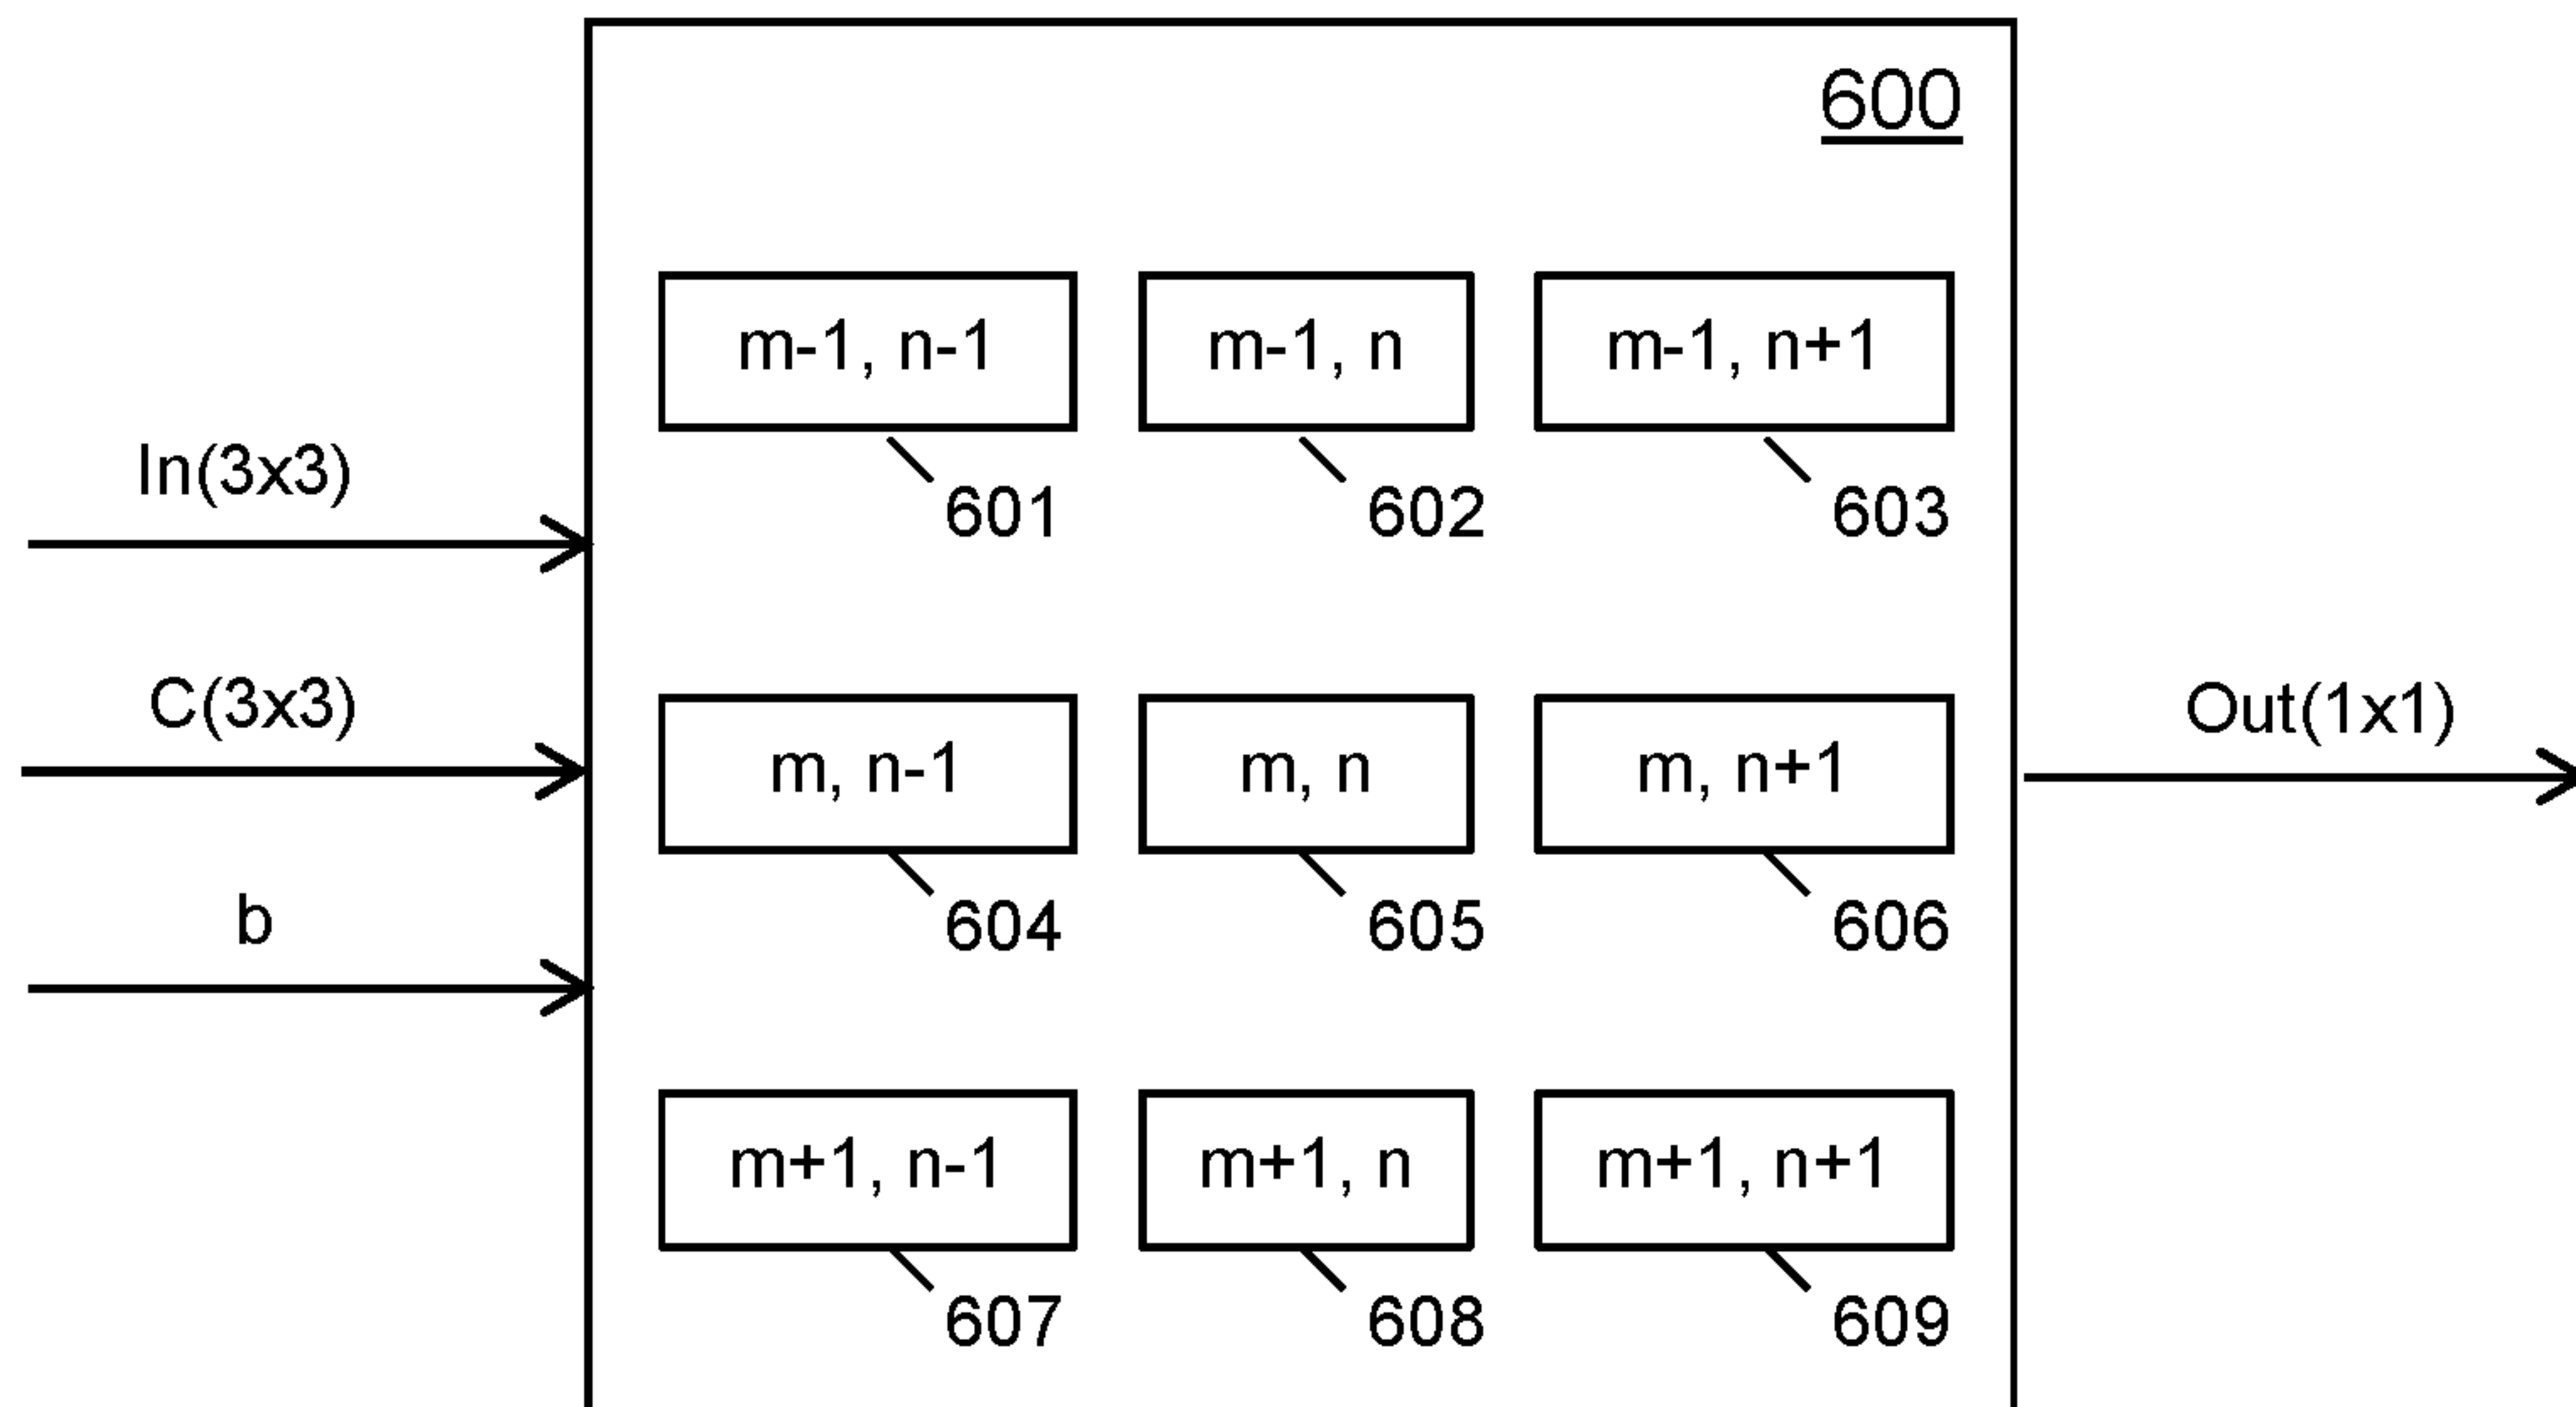 600
m-1, n-1
m-1, n
m-1, n+1
In(3x3)
601
602
603
C(3x3)
m, n-1
m, n
m, n+1
Out(1x1)
b
604
605
606
m+1, n-1
m+1, n
m+1, n+1
607
608
609